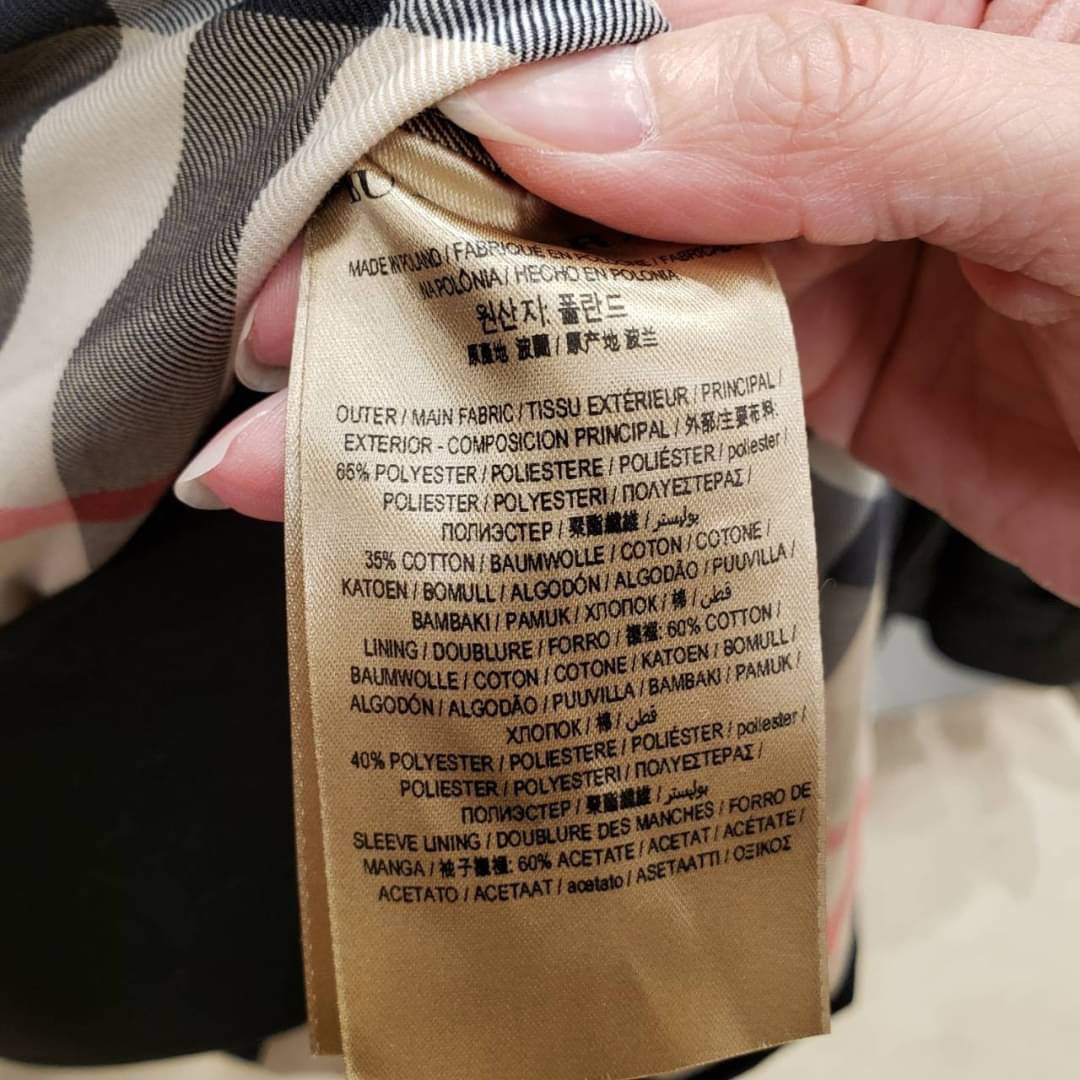 MADE IN POLAND / FABRIQUÉ EN POLOGNE / FABRICADO
NA POLÔNIA / HECHO EN POLONIA
원산자: 폴란드
原產地 波蘭 / 原产地 波兰
OUTER / MAIN FABRIC / TISSU EXTÉRIEUR / PRINCIPAL /
EXTERIOR - COMPOSICION PRINCIPAL / 外部/主要布料:
65% POLYESTER / POLIESTERE / POLIÉSTER / poliester /
POLIESTER / POLYESTERI / ΠΟΛΥΕΣΤΕΡΑΣ /
ПОЛИЭСТЕР / 聚酯纖維 / بوليستر /
35% COTTON / BAUMWOLLE / COTON / COTONE /
KATOEN / BOMULL / ALGODÓN / ALGODÃO / PUUVILLA /
BAMBAKI / PAMUK / ХЛОПОК / 棉 / قطن /
LINING / DOUBLURE / FORRO / 襯裡: 60% COTTON /
BAUMWOLLE / COTON / COTONE / KATOEN / BOMULL /
ALGODÓN / ALGODÃO / PUUVILLA / BAMBAKI / PAMUK /
ХЛОПОК / 棉 / قطن /
40% POLYESTER / POLIESTERE / POLIÉSTER / poliester /
POLIESTER / POLYESTERI / ΠΟΛΥΕΣΤΕΡΑΣ /
ПОЛИЭСТЕР / 聚酯纖維 / بوليستر /
SLEEVE LINING / DOUBLURE DES MANCHES / FORRO DE
MANGA / 袖子襯裡: 60% ACETATE / ACETAT / ACÉTATE /
ACETATO / ACETAAT / acetato / ASETAATTI / ΟΞΙΚΟΣ